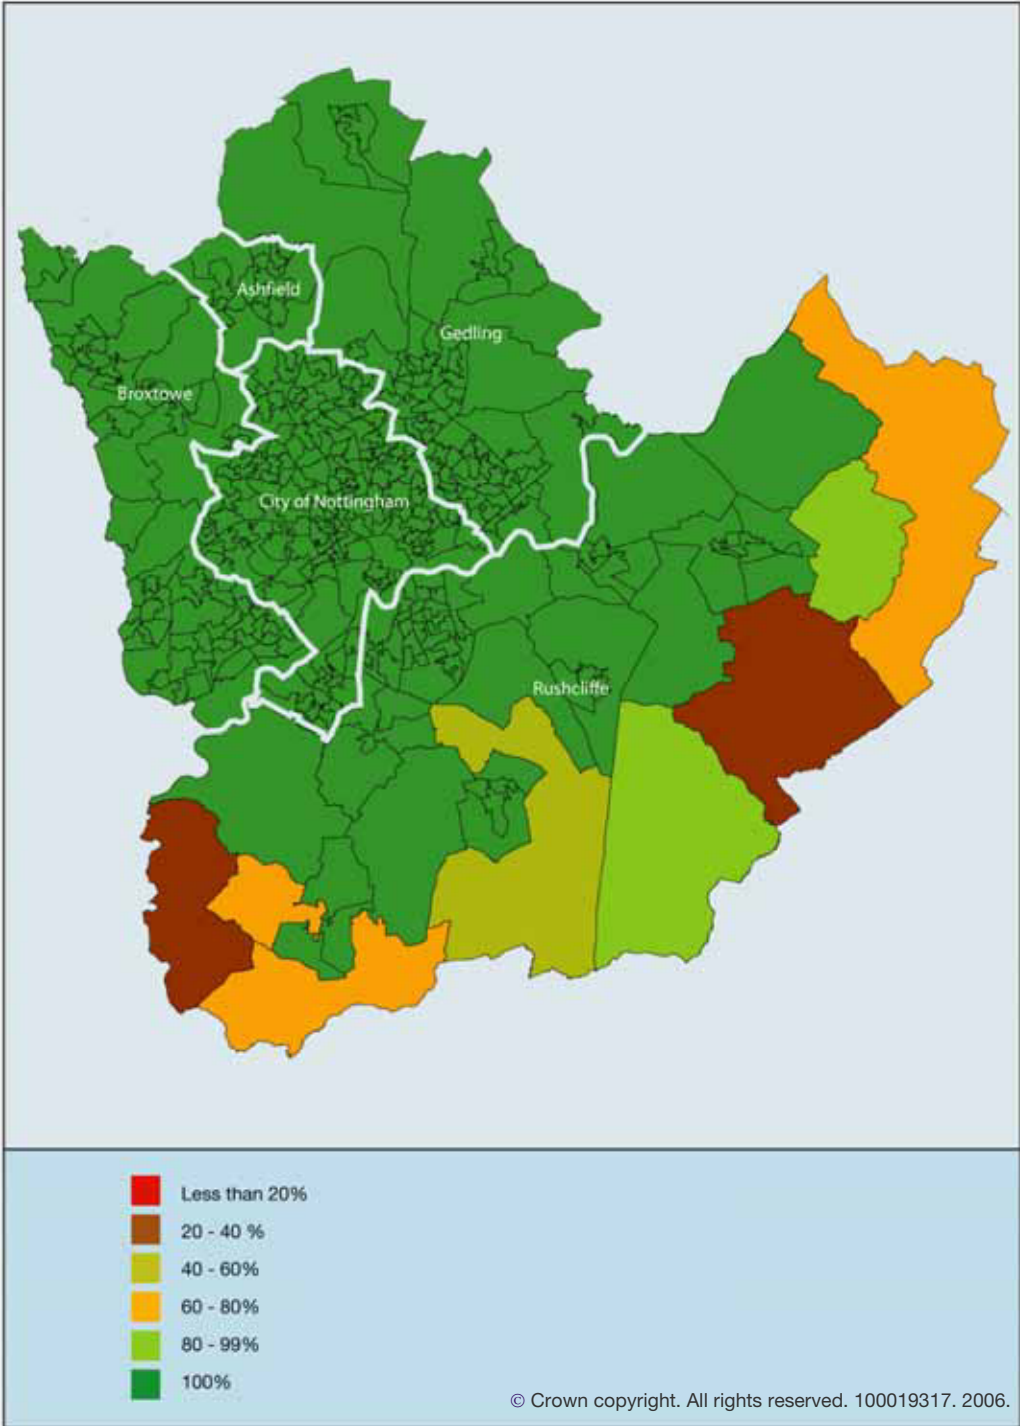 Ashfield
Gedling
Broxtowe
City of Nottingham
Rushcliffe
Less than 20%
20 - 40 %
40 - 60%
60 - 80%
80 - 99%
100%
© Crown copyright. All rights reserved. 100019317. 2006.